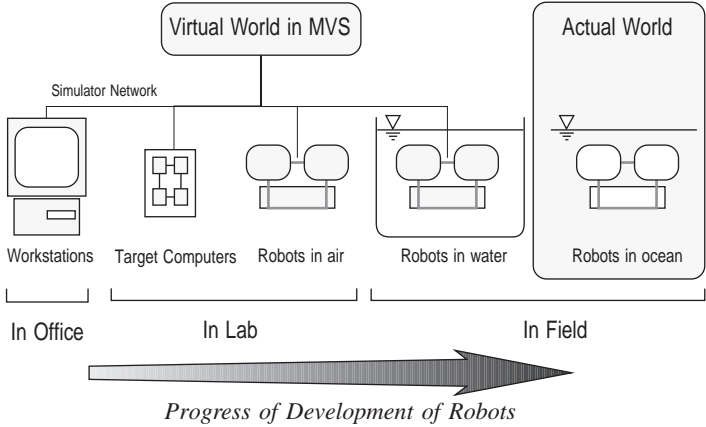 Virtual World in MVS
Actual World
Simulator Network
Workstations
Target Computers
Robots in air
Robots in water
Robots in ocean
In Office
In Lab
In Field
Progress of Development of Robots